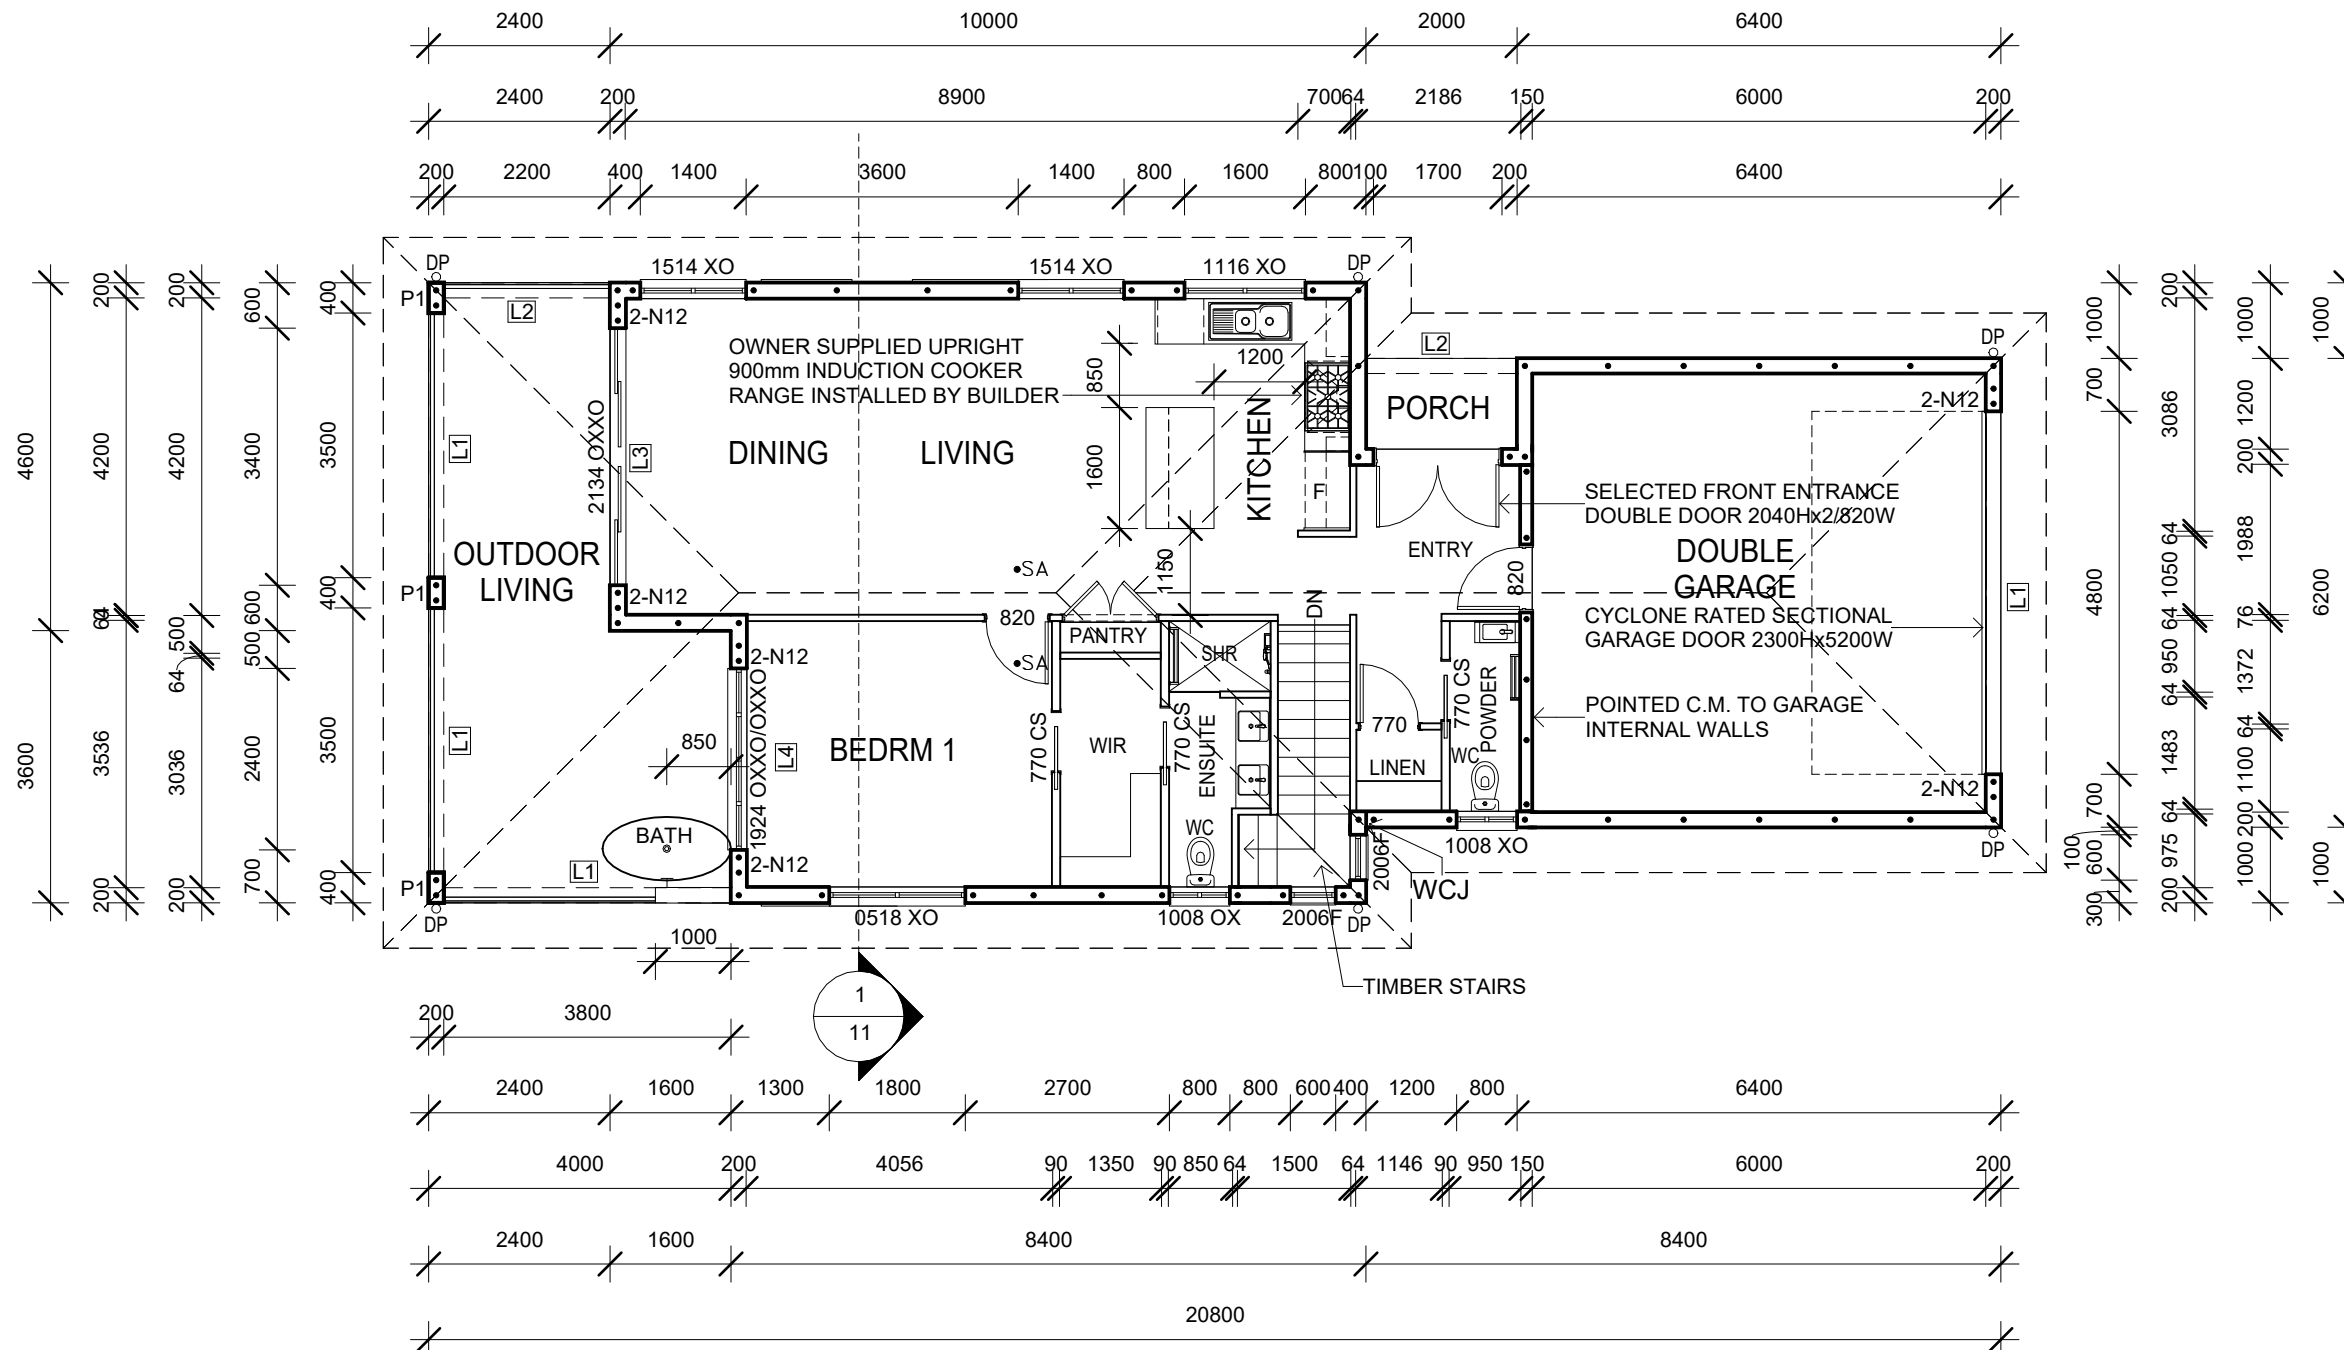 2400 10000 2000 6400
2400 200 8900 700 64 2186 150 6000 200
200 2200 400 1400 3600 1400 800 1600 800 100 1700 200 6400
DP 1514 XO 1514 XO 1116 XO DP
P1 L2 2-N12
OWNER SUPPLIED UPRIGHT
900mm INDUCTION COOKER
RANGE INSTALLED BY BUILDER
850
1200
L2
DP
PORCH
2-N12
L1
2134 OXXO
L3
DINING LIVING
1600
KITCHEN
F
SELECTED FRONT ENTRANCE
DOUBLE DOOR 2040Hx2/820W
OUTDOOR
LIVING
ENTRY
DOUBLE
GARAGE
SA
1150
820
P1
2-N12
DN
L1
CYCLONE RATED SECTIONAL
GARAGE DOOR 2300Hx5200W
820
PANTRY
2-N12
SA
SHR
770 CS
POWDER
POINTED C.M. TO GARAGE
INTERNAL WALLS
L1
850
1924 OXXO/OXXO
L4
BEDRM 1
770 CS
WIR
770 CS
ENSUITE
770
LINEN
WC
2-N12
BATH
WC
1008 XO
2006F
DP
P1
L1
2-N12
WCJ
DP
0518 XO 1008 OX 2006F DP
1000
TIMBER STAIRS
1
11
4600
3600
200
4200
64
3536
200
200
4200
500
64
3036
200
600
3400
600
500
2400
700
400
3500
400
3500
400
1000
700
4800
700
100
600
300
200
3086
64
1050
64
950
64
1483
64
975
200
1000
1200
200
1988
76
1372
64
1100
200
1000
1000
6200
1000
200 3800
2400 1600 1300 1800 2700 800 800 600 400 1200 800 6400
4000 200 4056 90 1350 90 850 64 1500 64 1146 90 950 150 6000 200
2400 1600 8400 8400
20800